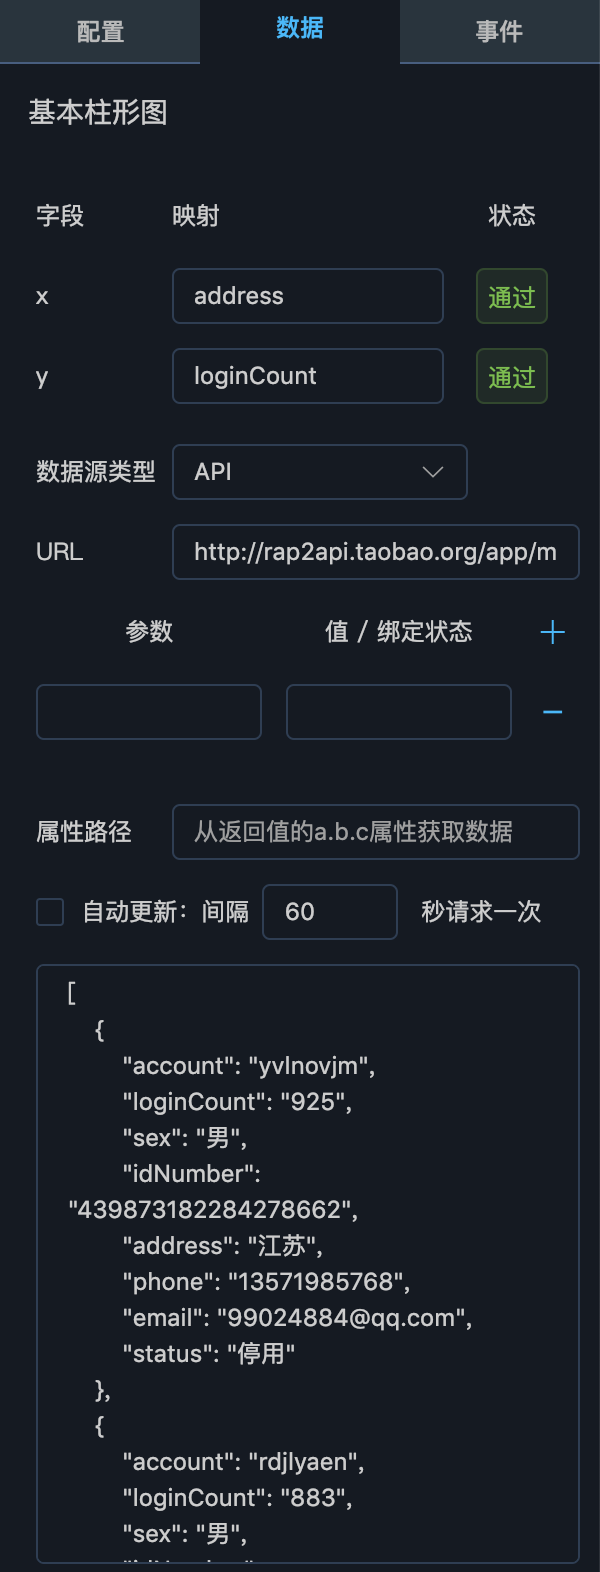 配置 数据 事件
基本柱形图
字段 映射 状态
x address 通过
y loginCount 通过
数据源类型 API
URL http://rap2api.taobao.org/app/m
参数 值 / 绑定状态
属性路径 从返回值的a.b.c属性获取数据
自动更新：间隔 60 秒请求一次
[
{
"account": "yvlnovjm",
"loginCount": "925",
"sex": "男",
"idNumber":
"439873182284278662",
"address": "江苏",
"phone": "13571985768",
"email": "99024884@qq.com",
"status": "停用"
},
{
"account": "rdjlyaen",
"loginCount": "883",
"sex": "男",